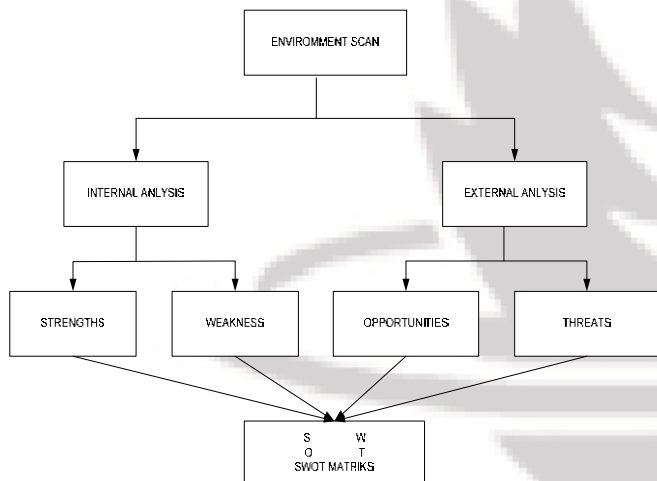 ENVIROMMENT SCAN
INTERNAL ANLYSIS
EXTERNAL ANLYSIS
STRENGTHS
WEAKNESS
OPPORTUNITIES
THREATS
S W
O T
SWOT MATRIKS